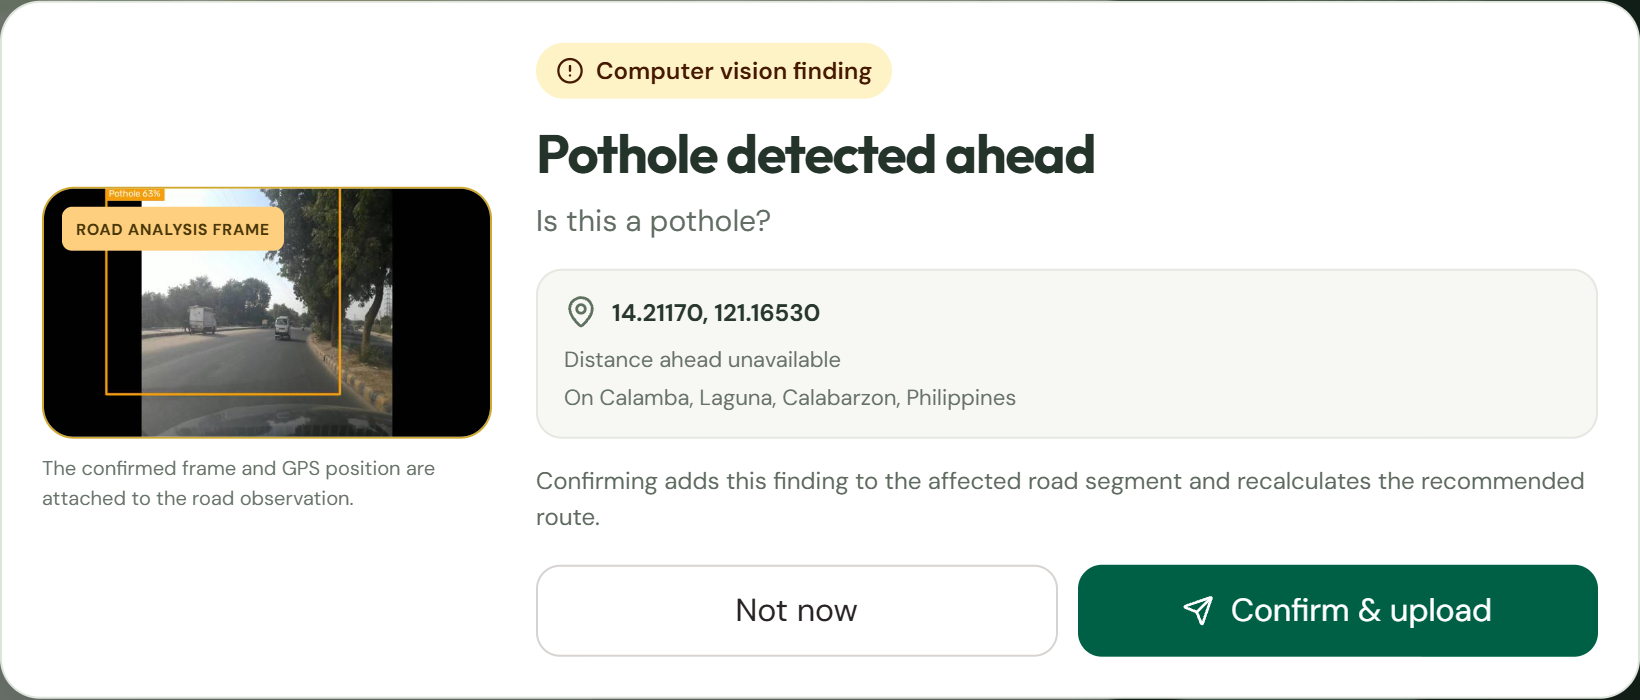 Computer vision finding
Pothole detected ahead
Is this a pothole?
Pothole 63%
ROAD ANALYSIS FRAME
The confirmed frame and GPS position are
attached to the road observation.
14.21170, 121.16530
Distance ahead unavailable
On Calamba, Laguna, Calabarzon, Philippines
Confirming adds this finding to the affected road segment and recalculates the recommended
route.
Not now
Confirm & upload